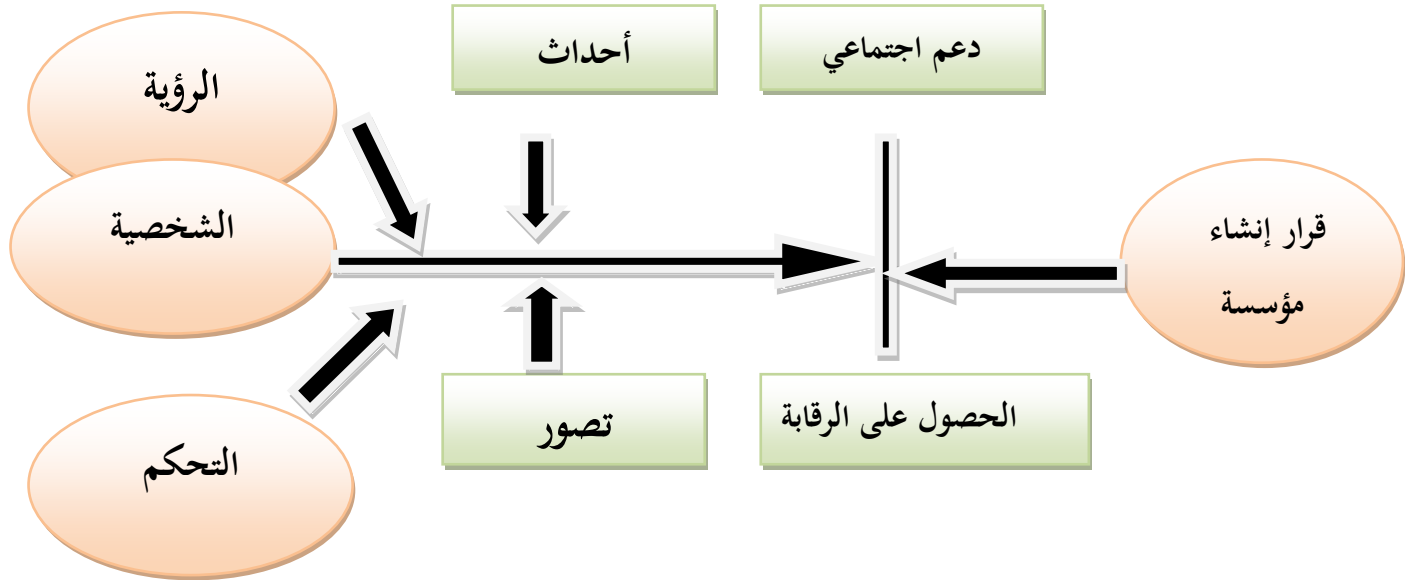 دعم اجتماعي
أحداث
الرؤية
الشخصية
قرار إنشاء
مؤسسة
الحصول على الرقابة
تصور
التحكم